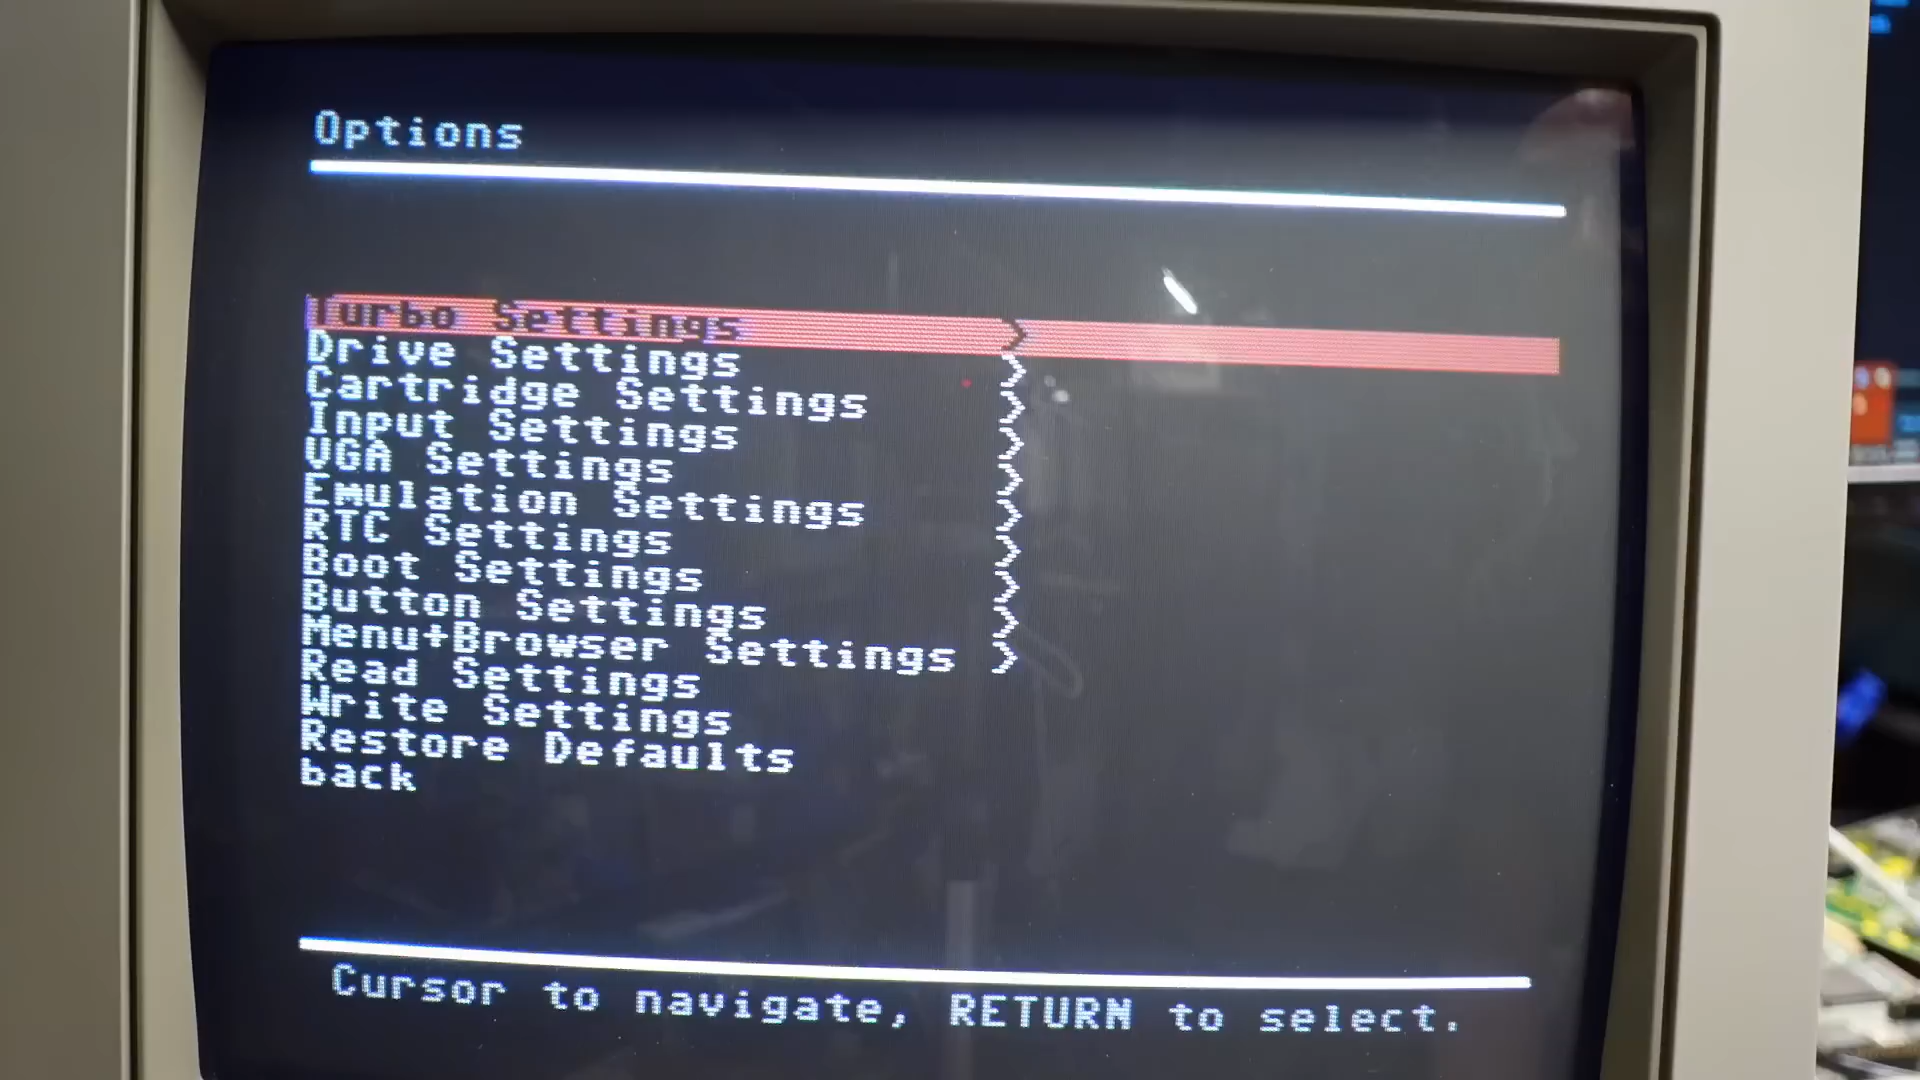 Options
Turbo Settings >
Drive Settings >
Cartridge Settings >
Input Settings >
VGA Settings >
Emulation Settings >
RTC Settings >
Boot Settings >
Button Settings >
Menu+Browser Settings >
Read Settings
Write Settings
Restore Defaults
back
Cursor to navigate, RETURN to select.